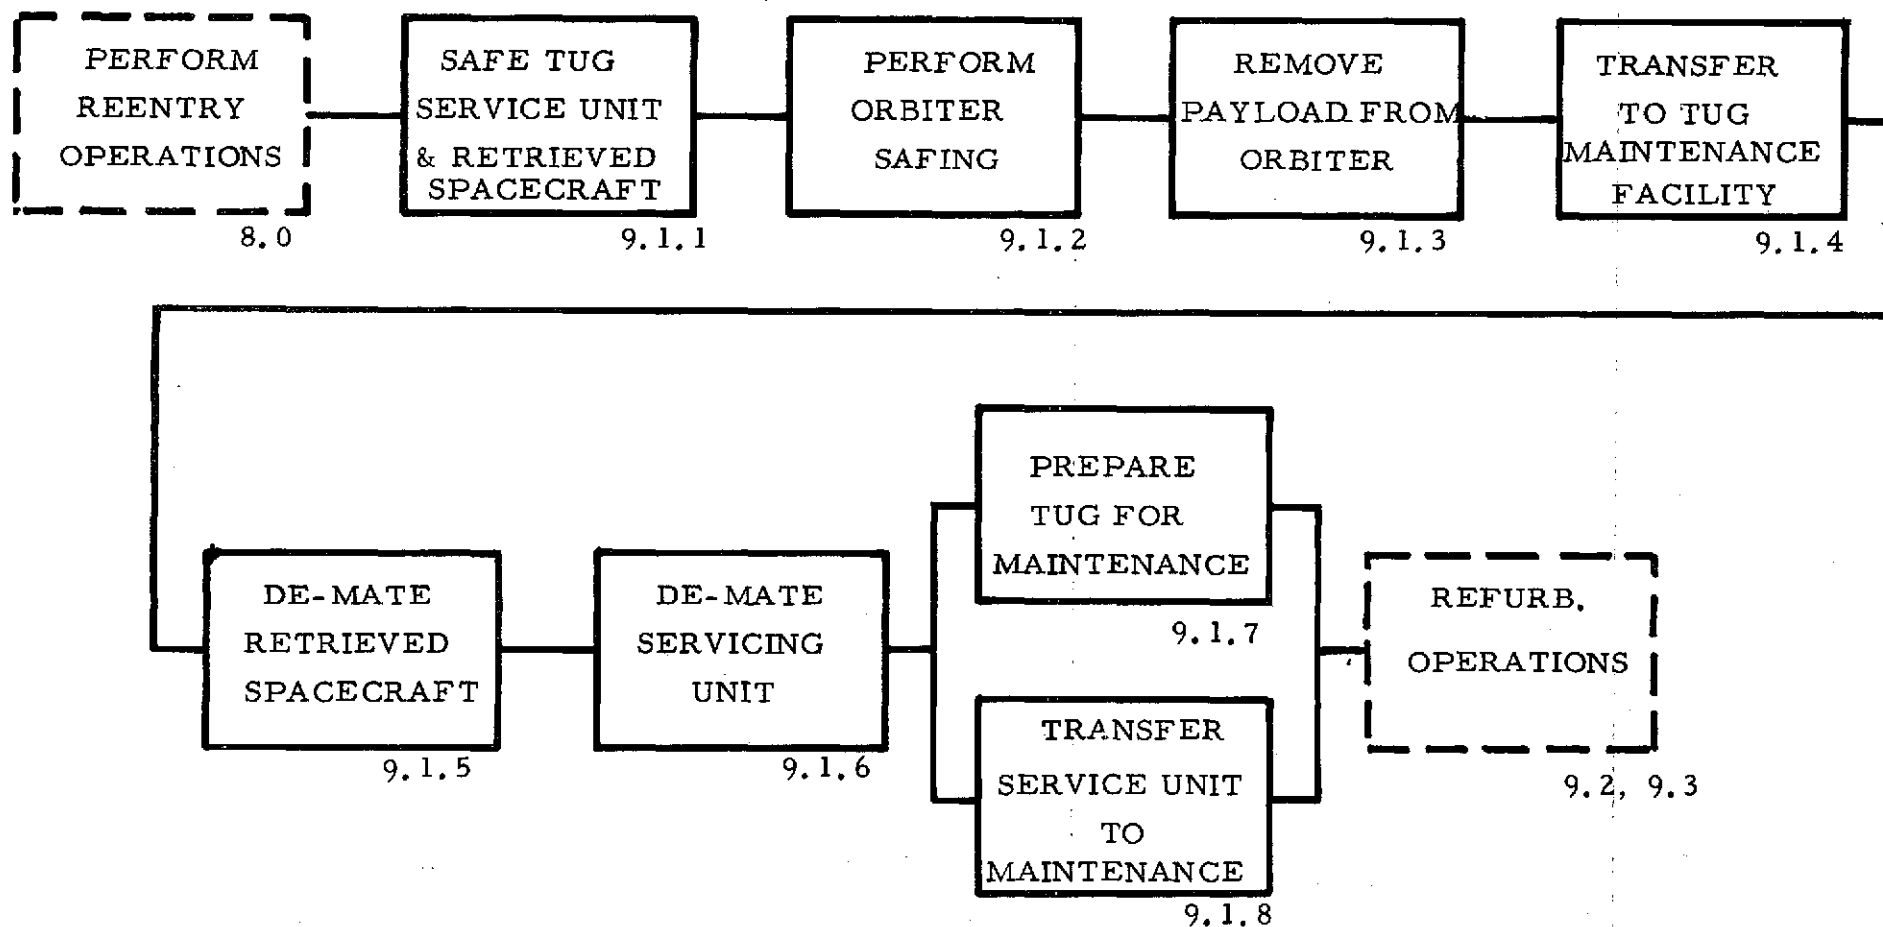 PERFORM
REENTRY
OPERATIONS
8.0
SAFE TUG
SERVICE UNIT
& RETRIEVED
SPACECRAFT
9.1.1
PERFORM
ORBITER
SAFING
9.1.2
REMOVE
PAYLOAD FROM
ORBITER
9.1.3
TRANSFER
TO TUG
MAINTENANCE
FACILITY
9.1.4
DE-MATE
RETRIEVED
SPACECRAFT
9.1.5
DE-MATE
SERVICING
UNIT
9.1.6
PREPARE
TUG FOR
MAINTENANCE
9.1.7
TRANSFER
SERVICE UNIT
TO
MAINTENANCE
9.1.8
REFURB.
OPERATIONS
9.2, 9.3